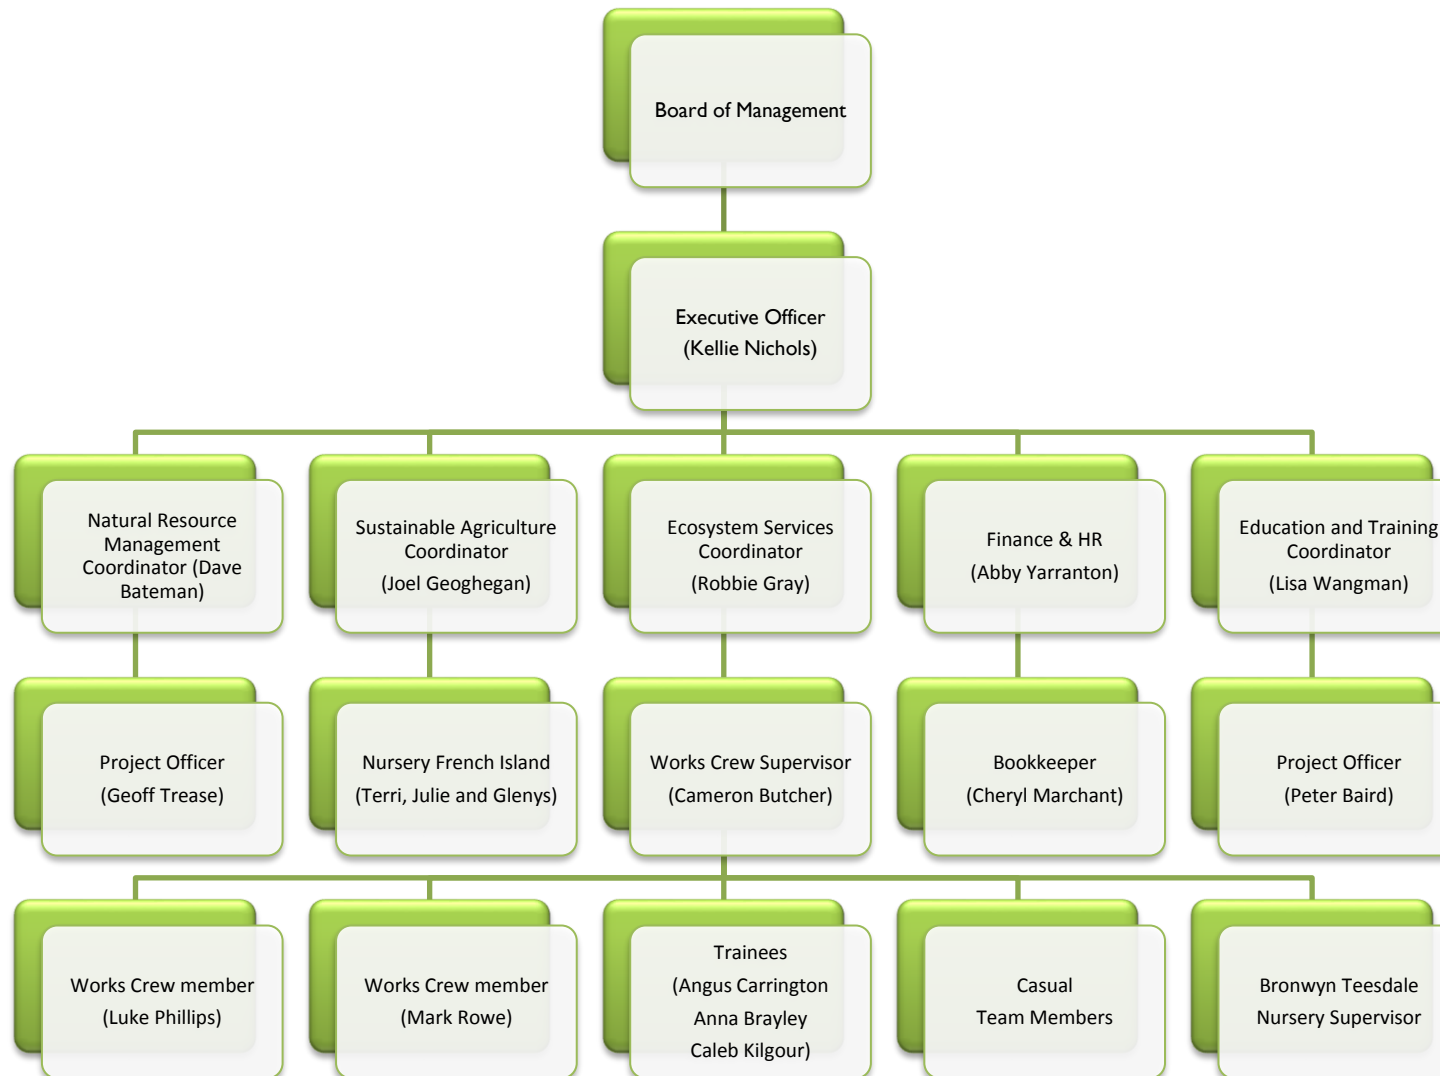 Board of Management
Executive Officer
(Kellie Nichols)
Natural Resource
Management
Coordinator (Dave
Bateman)
Sustainable Agriculture
Coordinator
(Joel Geoghegan)
Ecosystem Services
Coordinator
(Robbie Gray)
Finance & HR
(Abby Yarranton)
Education and Training
Coordinator
(Lisa Wangman)
Project Officer
(Geoff Trease)
Nursery French Island
(Terri, Julie and Glenys)
Works Crew Supervisor
(Cameron Butcher)
Bookkeeper
(Cheryl Marchant)
Project Officer
(Peter Baird)
Works Crew member
(Luke Phillips)
Works Crew member
(Mark Rowe)
Trainees
(Angus Carrington
Anna Brayley
Caleb Kilgour)
Casual
Team Members
Bronwyn Teesdale
Nursery Supervisor